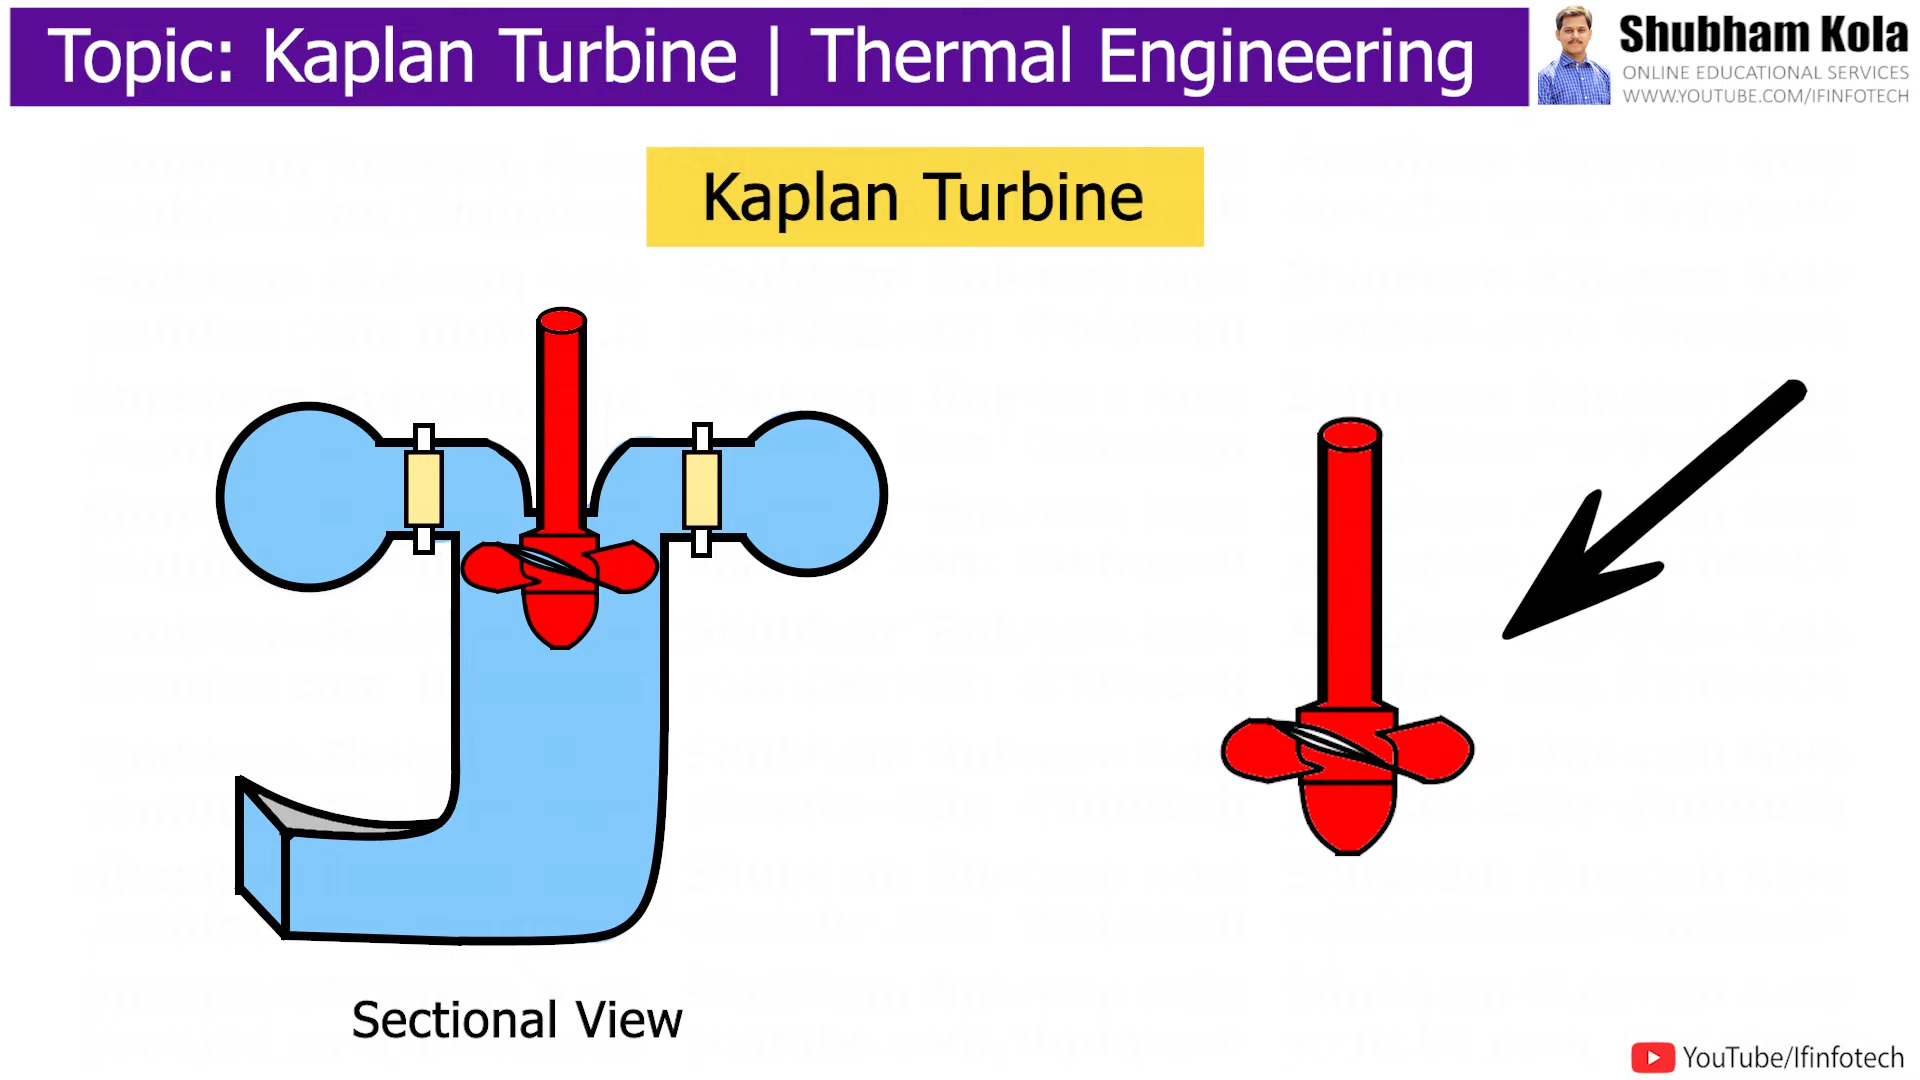 Topic: Kaplan Turbine | Thermal Engineering
Shubham Kola
ONLINE EDUCATIONAL SERVICES
WWW.YOUTUBE.COM/IFINFOTECH
Kaplan Turbine
Sectional View
YouTube/Ifinfotech